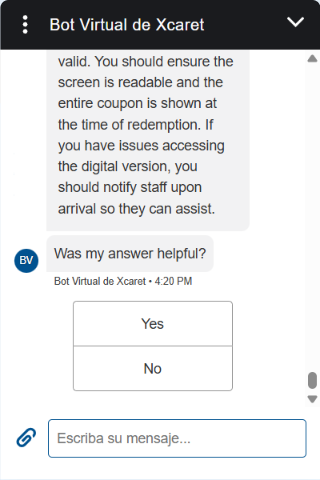 Bot Virtual de Xcaret
valid. You should ensure the
screen is readable and the
entire coupon is shown at
the time of redemption. If
you have issues accessing
the digital version, you
should notify staff upon
arrival so they can assist.
Was my answer helpful?
BV
Bot Virtual de Xcaret • 4:20 PM
Yes
No
Escriba su mensaje...